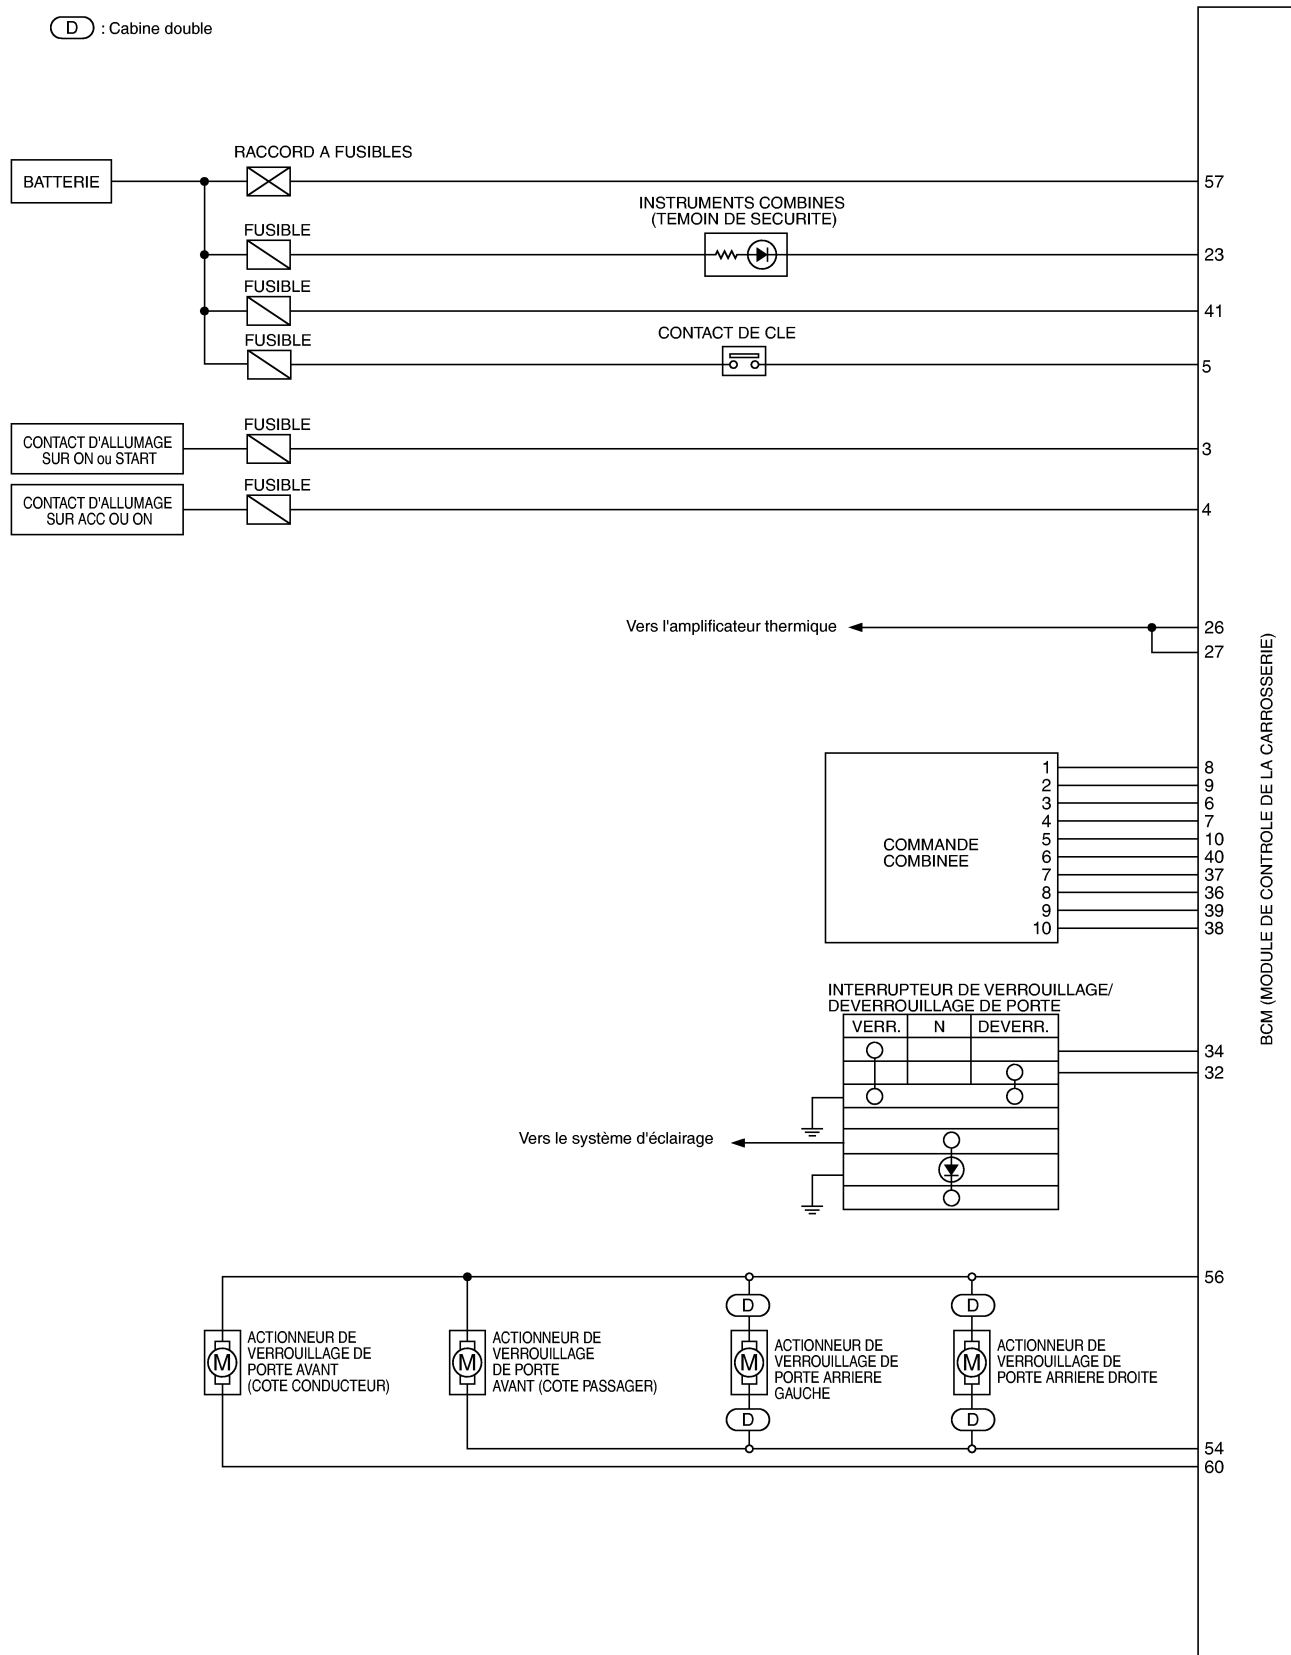 D : Cabine double
RACCORD A FUSIBLES
BATTERIE
57
INSTRUMENTS COMBINES
(TEMOIN DE SECURITE)
FUSIBLE
23
FUSIBLE
41
FUSIBLE
CONTACT DE CLE
5
FUSIBLE
CONTACT D'ALLUMAGE
SUR ON ou START
3
FUSIBLE
CONTACT D'ALLUMAGE
SUR ACC OU ON
4
Vers l'amplificateur thermique
26
27
BCM (MODULE DE CONTROLE DE LA CARROSSERIE)
COMMANDE
COMBINEE
1 8
2 9
3 6
4 7
5 10
6 40
7 37
8 36
9 39
10 38
INTERRUPTEUR DE VERROUILLAGE/
DEVERROUILLAGE DE PORTE
VERR. N DEVERR.
34
32
Vers le système d'éclairage
56
D D
M
ACTIONNEUR DE
VERROUILLAGE DE
PORTE AVANT
(COTE CONDUCTEUR)
M
ACTIONNEUR DE
VERROUILLAGE
DE PORTE
AVANT (COTE PASSAGER)
M
ACTIONNEUR DE
VERROUILLAGE DE
PORTE ARRIERE
GAUCHE
M
ACTIONNEUR DE
VERROUILLAGE DE
PORTE ARRIERE DROITE
D D
54
60